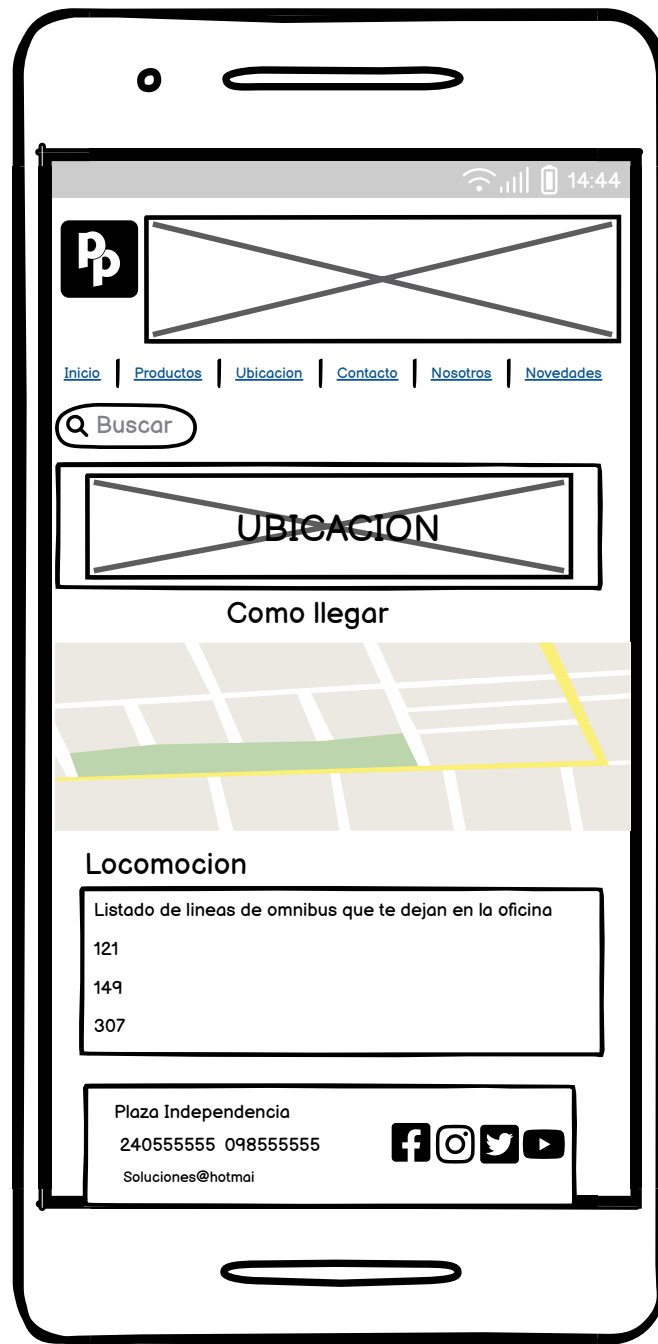 14:44
pp
Inicio Productos Ubicacion Contacto Nosotros Novedades
Buscar
UBICACION
Como llegar
Locomocion
Listado de lineas de omnibus que te dejan en la oficina
121
149
307
Plaza Independencia
240555555 098555555
Soluciones@hotmai